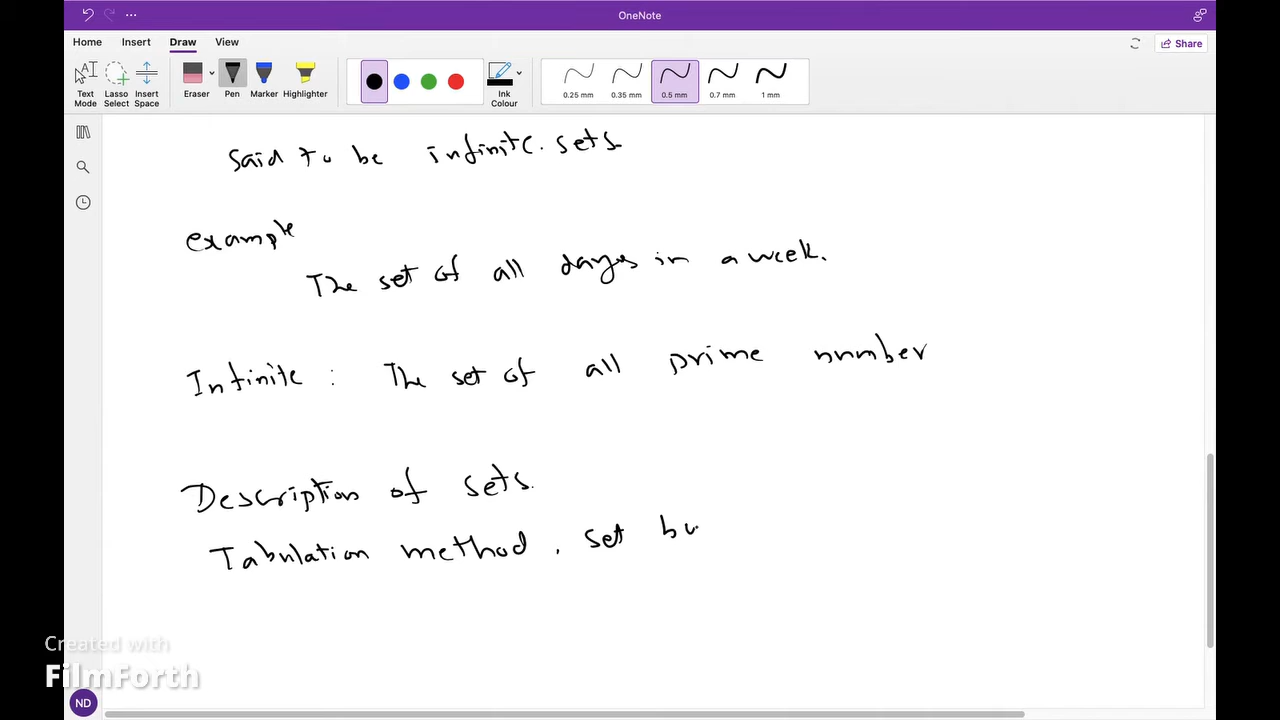 OneNote
Home Insert Draw View
Share
Text Mode Lasso Select Insert Space Eraser Pen Marker Highlighter Ink Colour 0.25 mm 0.35 mm 0.5 mm 0.7 mm 1 mm
said to be infinite. sets
example
The set of all days in a week.
Infinite : The set of all prime number
Description of sets.
Tabulation method, set bu
Created with
FilmForth
ND